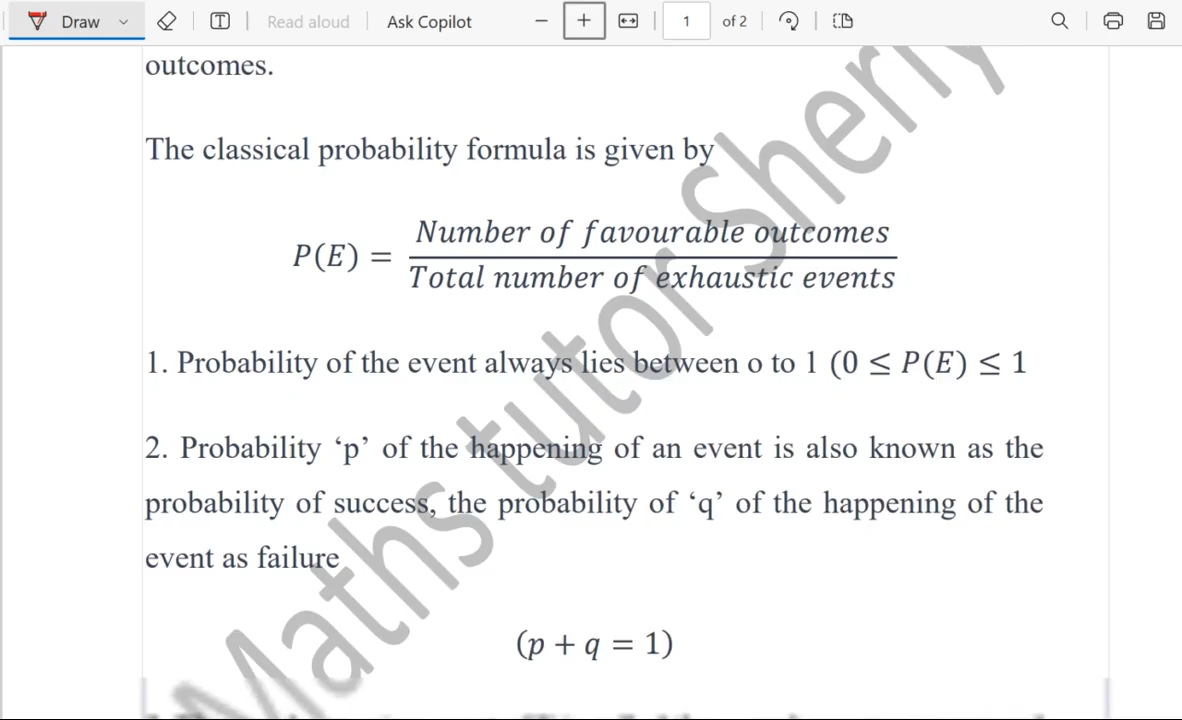 Draw
Read aloud
Ask Copilot
1
of 2
outcomes.
The classical probability formula is given by
P(E) = Number of favourable outcomes
Total number of exhaustic events
1. Probability of the event always lies between o to 1 (0 ≤ P(E) ≤ 1
2. Probability ‘p’ of the happening of an event is also known as the
probability of success, the probability of ‘q’ of the happening of the
event as failure
(p + q = 1)
Maths tutor Sherly